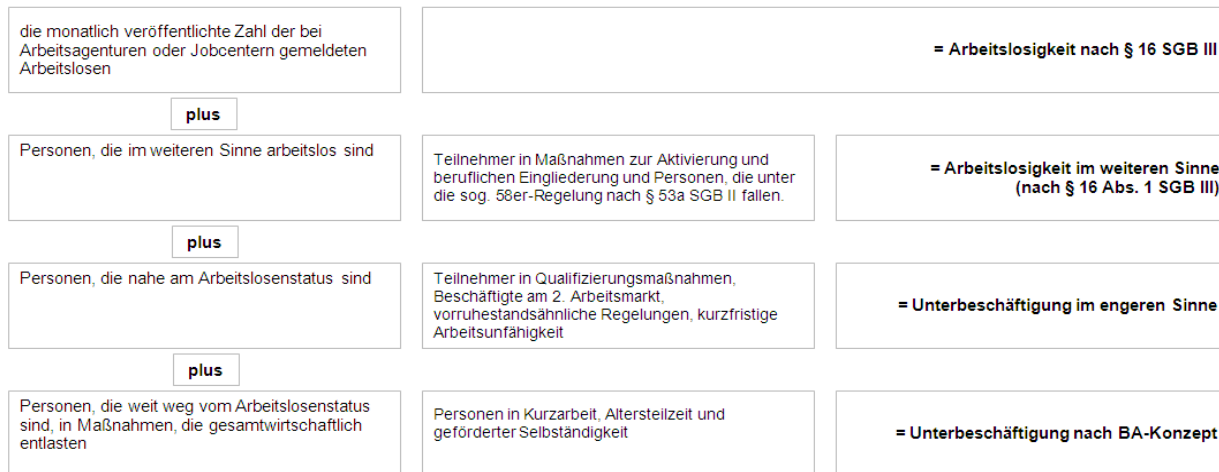 die monatlich veröffentlichte Zahl der bei
Arbeitsagenturen oder Jobcentern gemeldeten
Arbeitslosen
= Arbeitslosigkeit nach § 16 SGB III
plus
Personen, die im weiteren Sinne arbeitslos sind
Teilnehmer in Maßnahmen zur Aktivierung und
beruflichen Eingliederung und Personen, die unter
die sog. 58er-Regelung nach § 53a SGB II fallen.
= Arbeitslosigkeit im weiteren Sinne
(nach § 16 Abs. 1 SGB III)
plus
Personen, die nahe am Arbeitslosenstatus sind
Teilnehmer in Qualifizierungsmaßnahmen,
Beschäftigte am 2. Arbeitsmarkt,
vorruhestandsähnliche Regelungen, kurzfristige
Arbeitsunfähigkeit
= Unterbeschäftigung im engeren Sinne
plus
Personen, die weit weg vom Arbeitslosenstatus
sind, in Maßnahmen, die gesamtwirtschaftlich
entlasten
Personen in Kurzarbeit, Altersteilzeit und
geförderter Selbständigkeit
= Unterbeschäftigung nach BA-Konzept